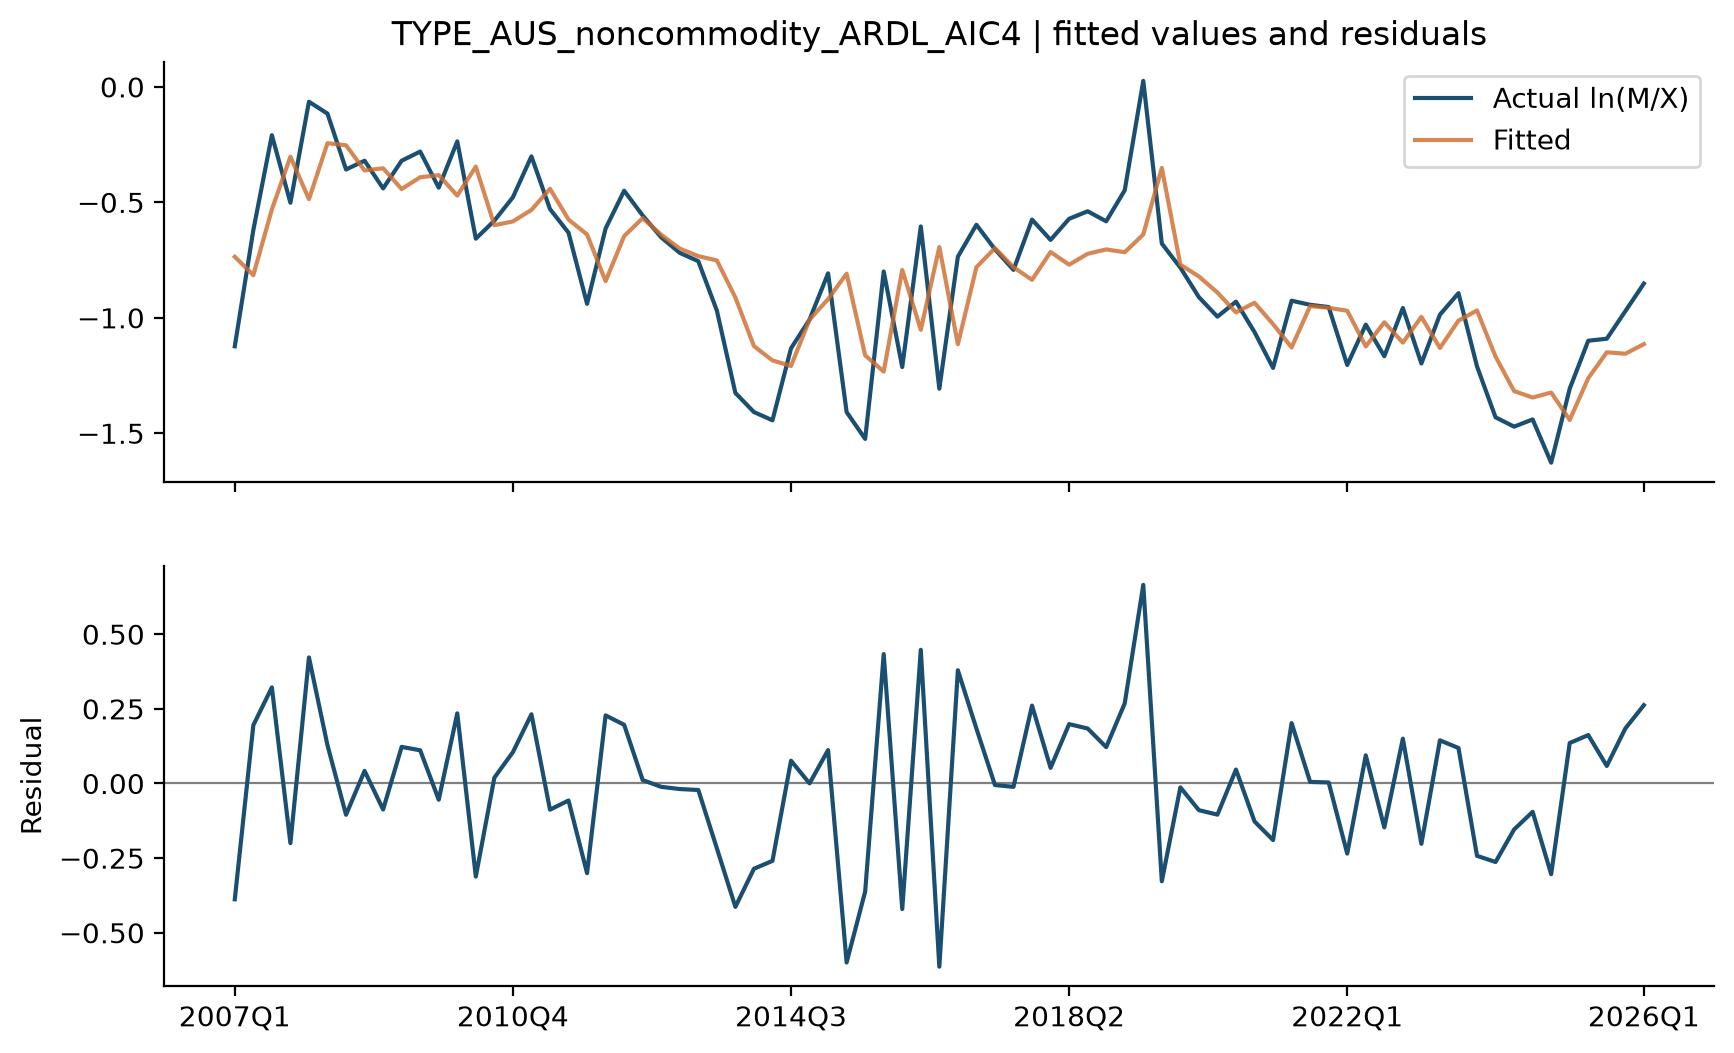 TYPE_AUS_noncommodity_ARDL_AIC4 | fitted values and residuals
Actual ln(M/X)
Fitted
0.0
−0.5
−1.0
−1.5
Residual
0.50
0.25
0.00
−0.25
−0.50
2007Q1 2010Q4 2014Q3 2018Q2 2022Q1 2026Q1